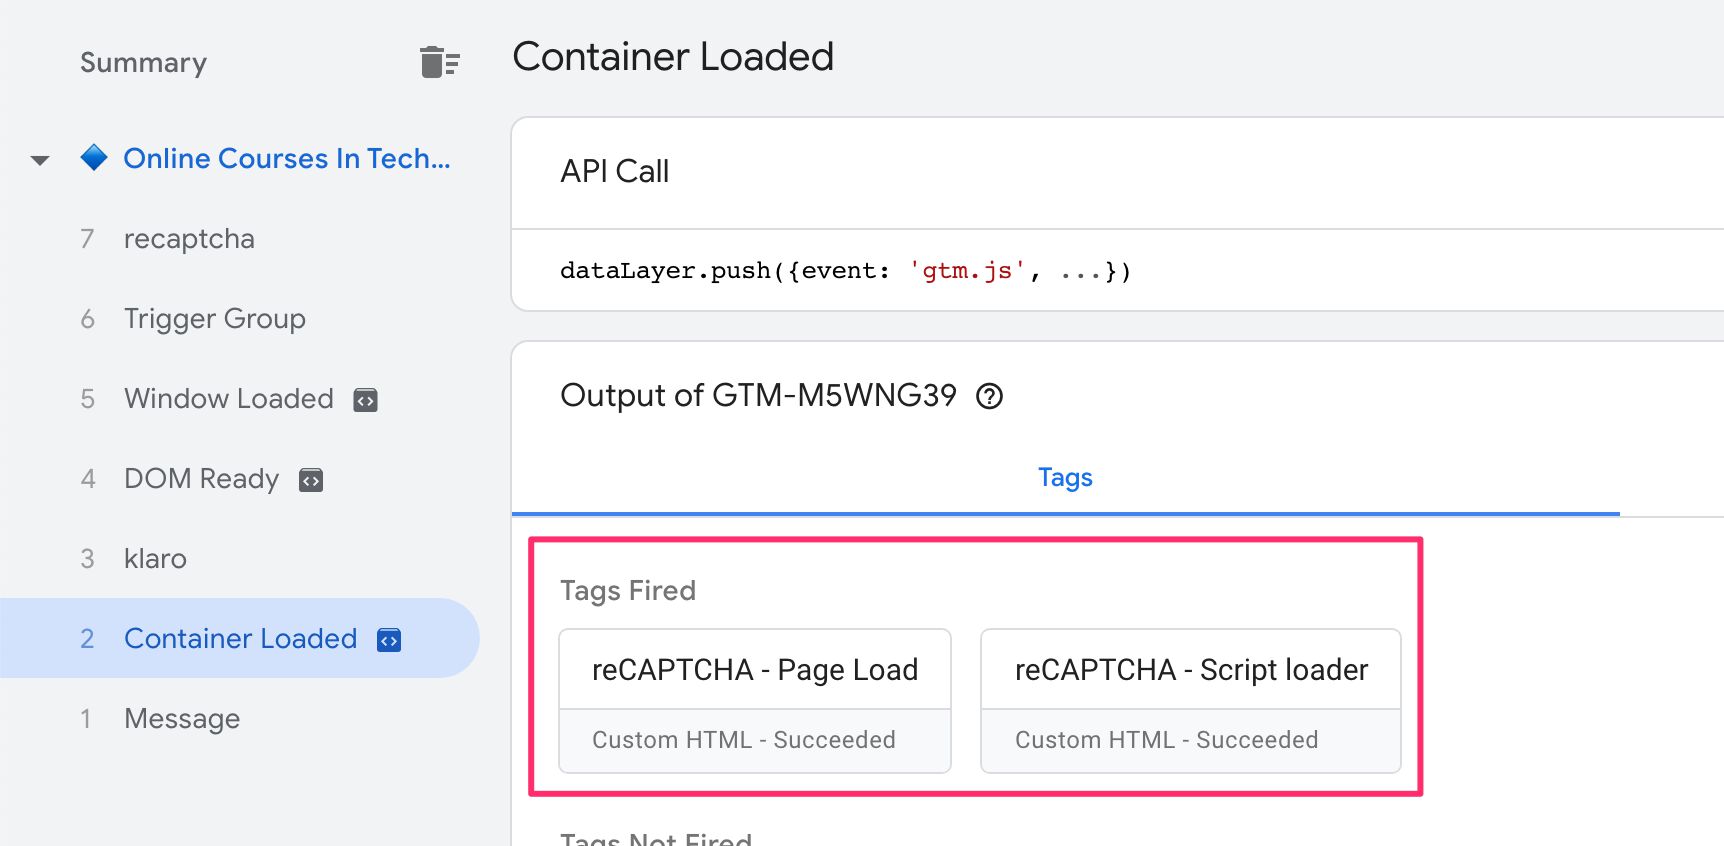 Summary
Online Courses In Tech...
7 recaptcha
6 Trigger Group
5 Window Loaded
4 DOM Ready
3 klaro
2 Container Loaded
1 Message
Container Loaded
API Call
dataLayer.push({event: 'gtm.js', ...})
Output of GTM-M5WNG39
Tags
Tags Fired
reCAPTCHA - Page Load
Custom HTML - Succeeded
reCAPTCHA - Script loader
Custom HTML - Succeeded
Tags Not Fired